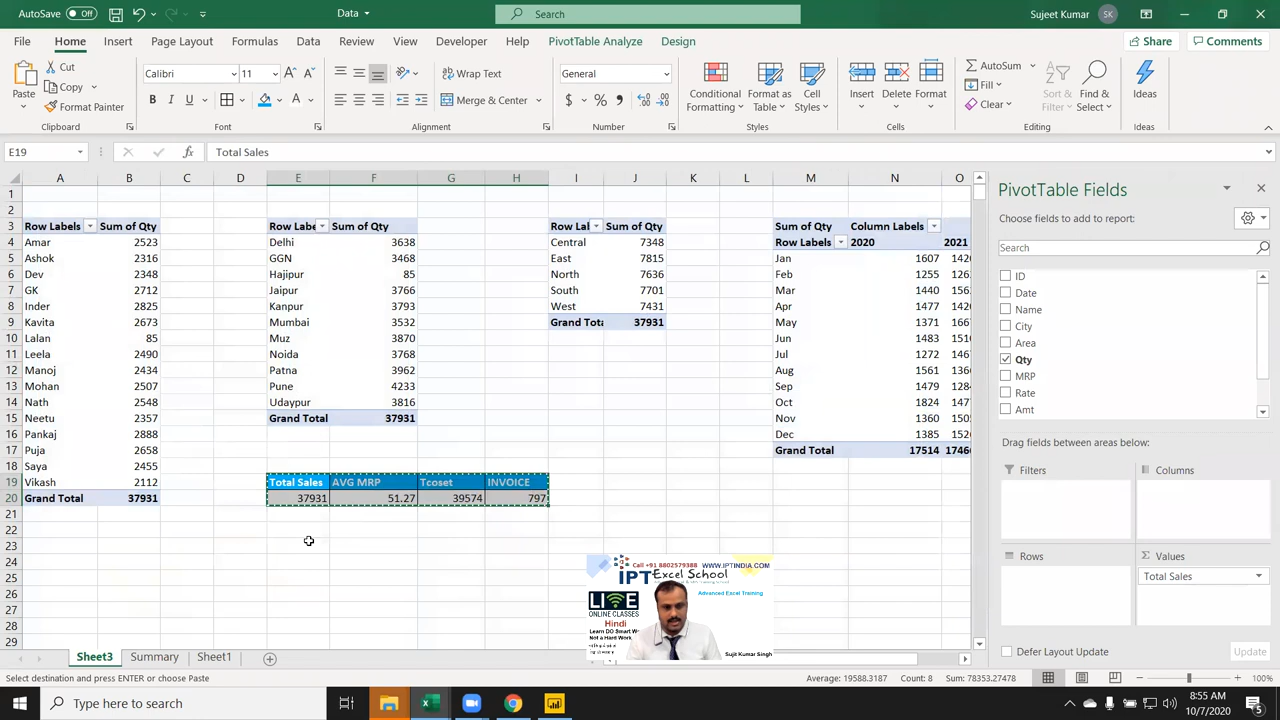 AutoSave Off Data Search Sujeet Kumar SK
File Home Insert Page Layout Formulas Data Review View Developer Help PivotTable Analyze Design Share Comments
Paste Cut Copy Format Painter Clipboard
Calibri 11 B I U A Font
Wrap Text Merge & Center Alignment
General $ % , Number
Conditional Formatting Format as Table Cell Styles Styles
Insert Delete Format Cells
AutoSum Fill Clear Sort & Filter Find & Select Editing
Ideas Ideas
E19 fx Total Sales
A B C D E F G H I J K L M N O
1
2
3 Row Labels Sum of Qty Row Labe Sum of Qty Row Lal Sum of Qty Sum of Qty Column Labels
4 Amar 2523 Delhi 3638 Central 7348 Row Labels 2020 2021
5 Ashok 2316 GGN 3468 East 7815 Jan 1607 1420
6 Dev 2348 Hajipur 85 North 7636 Feb 1255
7 GK 2712 Jaipur 3766 South 7701 Mar 1440
8 Inder 2825 Kanpur 3793 West 7431 Apr 1477
9 Kavita 2673 Mumbai 3532 Grand Tota 37931 May 1371
10 Lalan 85 Muz 3870 Jun 1483
11 Leela 2490 Noida 3768 Jul 1272
12 Manoj 2434 Patna 3962 Aug 1561
13 Mohan 2507 Pune 4233 Sep 1479
14 Nath 2548 Udaypur 3816 Oct 1824
15 Neetu 2357 Grand Total 37931 Nov 1360
16 Pankaj 2888 Dec 1385
17 Puja 2658 Grand Total 17514
18 Saya 2455
19 Vikash 2112 Total Sales AVG MRP Tcoset INVOICE
20 Grand Total 37931 37931 51.27 39574 797
21
22
23
24
25
26
27
28
29
PivotTable Fields
Choose fields to add to report:
Search
ID
Date
Name
City
Area
Qty
MRP
Rate
Amt
Drag fields between areas below:
Filters Columns
Rows Σ Values
Total Sales
Defer Layout Update Update
Call +91 8802579388 WWW.IPTINDIA.COM
IPT Excel School
LIVE Advanced Excel Training
ONLINE CLASSES
Hindi
Learn DO Smart W
Not a Hard Work
Sujit Kumar Singh
Sheet3 Summary Sheet1
Select destination and press ENTER or choose Paste Average: 19588.3187 Count: 8 Sum: 78353.27478 100%
Type here to search 8:55 AM
10/7/2020